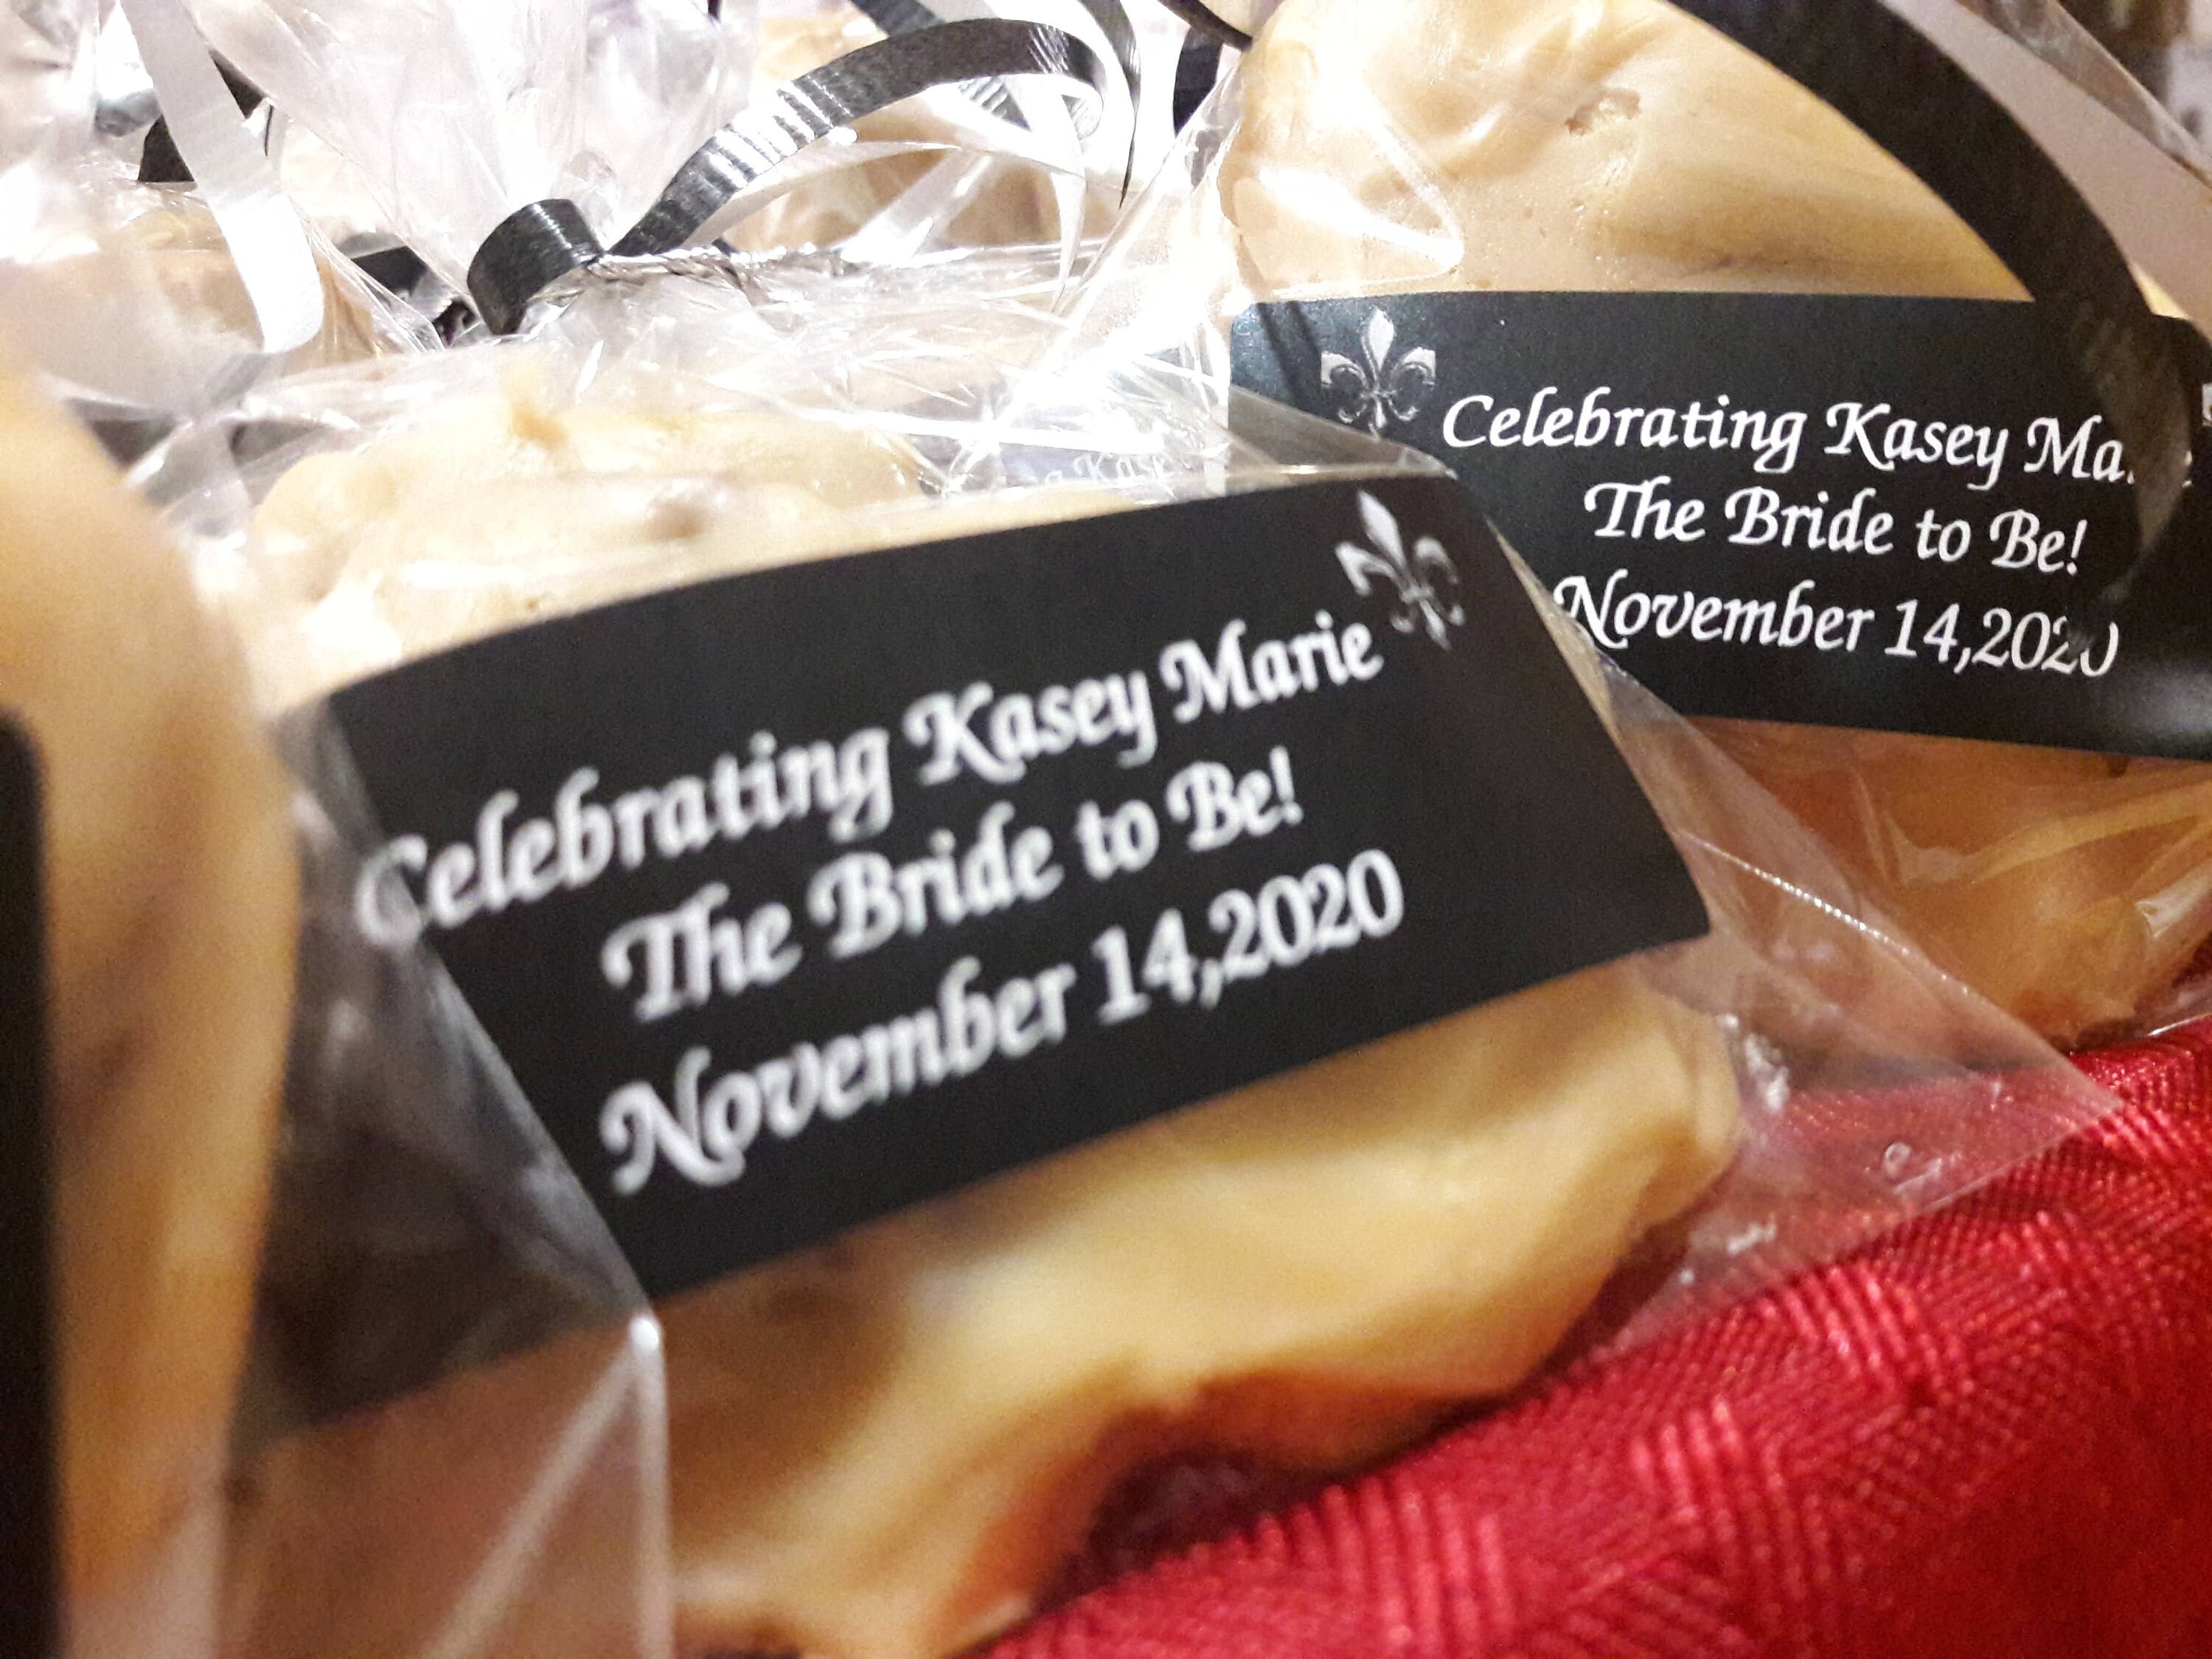 Celebrating Kasey Marie
The Bride to Be!
November 14,2020
Celebrating Kasey Ma
The Bride to Be!
November 14,2020